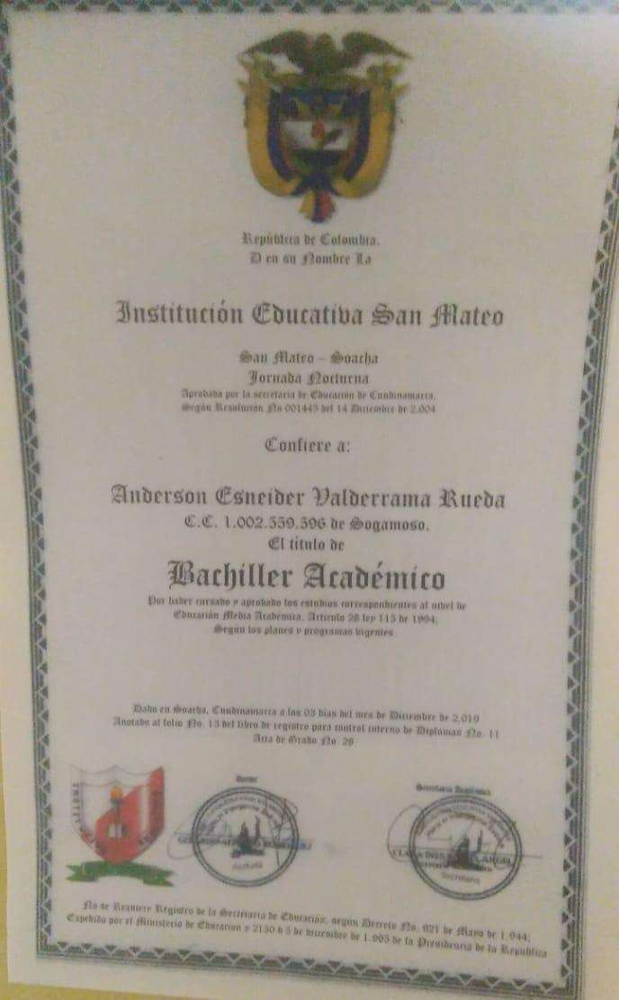 República de Colombia.
Y en su Nombre La
Institución Educativa San Mateo
San Mateo – Soacha
Jornada Nocturna
Aprobada por la secretaria de Educación de Cundinamarca.
Según Resolución No 001445 del 14 Diciembre de 2.004
Confiere a:
Anderson Esneider Valderrama Rueda
C.C. 1.002.559.596 de Sogamoso.
El titulo de
Bachiller Académico
Por haber cursado y aprobado los estudios correspondientes al nivel de
Educación Media Académica. Articulo 28 ley 115 de 1994;
Según los planes y programas vigentes
Dado en Soacha, Cundinamarca a los 03 dias del mes de Diciembre de 2.019
Anotado al folio No. 13 del libro de registro para control interno de Diplomas No. 11
Acta de Grado No. 28
Rector
Secretaria
CLARA INES
Rectoria
Secretaria
No se Requiere Registro de la Secretaria de Educación, según Decreto No. 921 de Mayo de 1.944;
Expedido por el Ministerio de Educacion y 2150 d 5 de diciembre de 1.995 de la Presidencia de la Republica